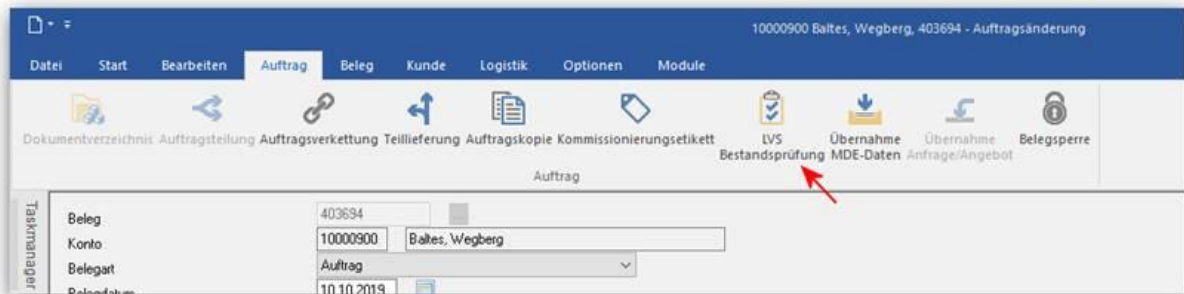 10000900 Baltes, Wegberg, 403694 - Auftragsänderung
Datei Start Bearbeiten Auftrag Beleg Kunde Logistik Optionen Module
Dokumentverzeichnis Auftragsteilung Auftragsverkettung Teillieferung Auftragskopie Kommissionierungsetikett LVS Bestandsprüfung Übernahme MDE-Daten Übernahme Anfrage/Angebot Belegsperre
Auftrag
Taskmanager
Beleg 403694
Konto 10000900 Baltes, Wegberg
Belegart Auftrag
Belegdatum 10.10.2019